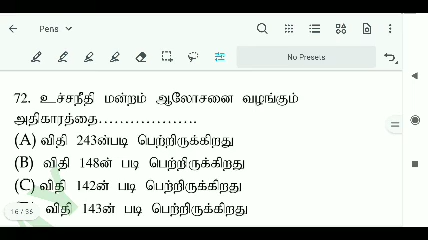 Pens
No Presets
72. உச்சநீதி மன்றம் ஆலோசனை வழங்கும்
அதிகாரத்தை...................
(A) விதி 243ன்படி பெற்றிருக்கிறது
(B) விதி 148ன் படி பெற்றிருக்கிறது
(C) விதி 142ன் படி பெற்றிருக்கிறது
விதி 143ன் படி பெற்றிருக்கிறது
16 / 36